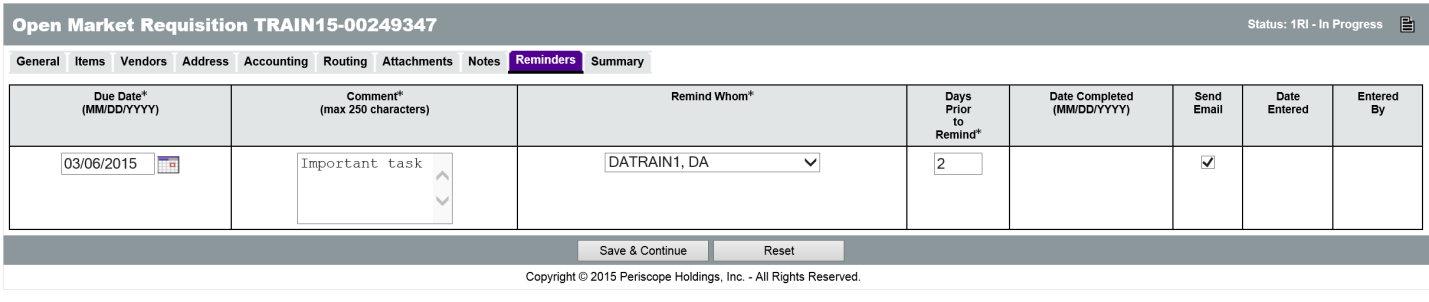 Open Market Requisition TRAIN15-00249347
Status: 1RI - In Progress
General Items Vendors Address Accounting Routing Attachments Notes Reminders Summary
Due Date*
(MM/DD/YYYY)
Comment*
(max 250 characters)
Remind Whom*
Days
Prior
to
Remind*
Date Completed
(MM/DD/YYYY)
Send
Email
Date
Entered
Entered
By
03/06/2015
Important task
DATRAIN1, DA
2
Save & Continue
Reset
Copyright © 2015 Periscope Holdings, Inc. - All Rights Reserved.